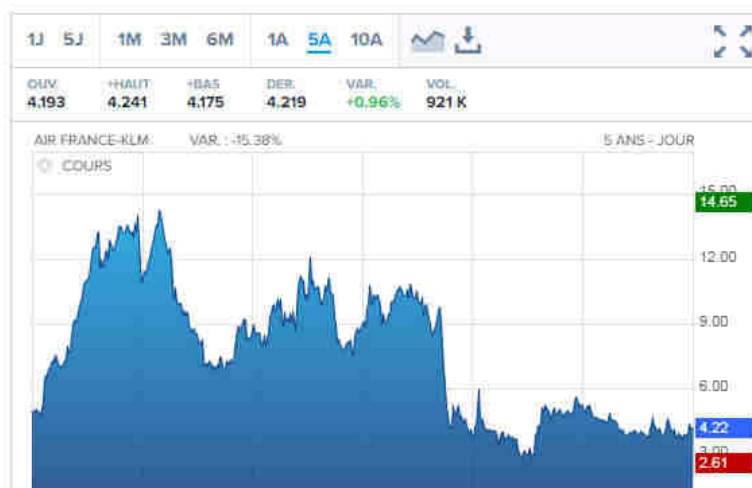 1J 5J 1M 3M 6M 1A 5A 10A
OUV. +HAUT +BAS DER. VAR. VOL.
4.193 4.241 4.175 4.219 +0.96% 921 K
AIR FRANCE-KLM VAR. : -15.38% 5 ANS - JOUR
COURS
15.00
14.65
12.00
9.00
6.00
4.22
3.00
2.61